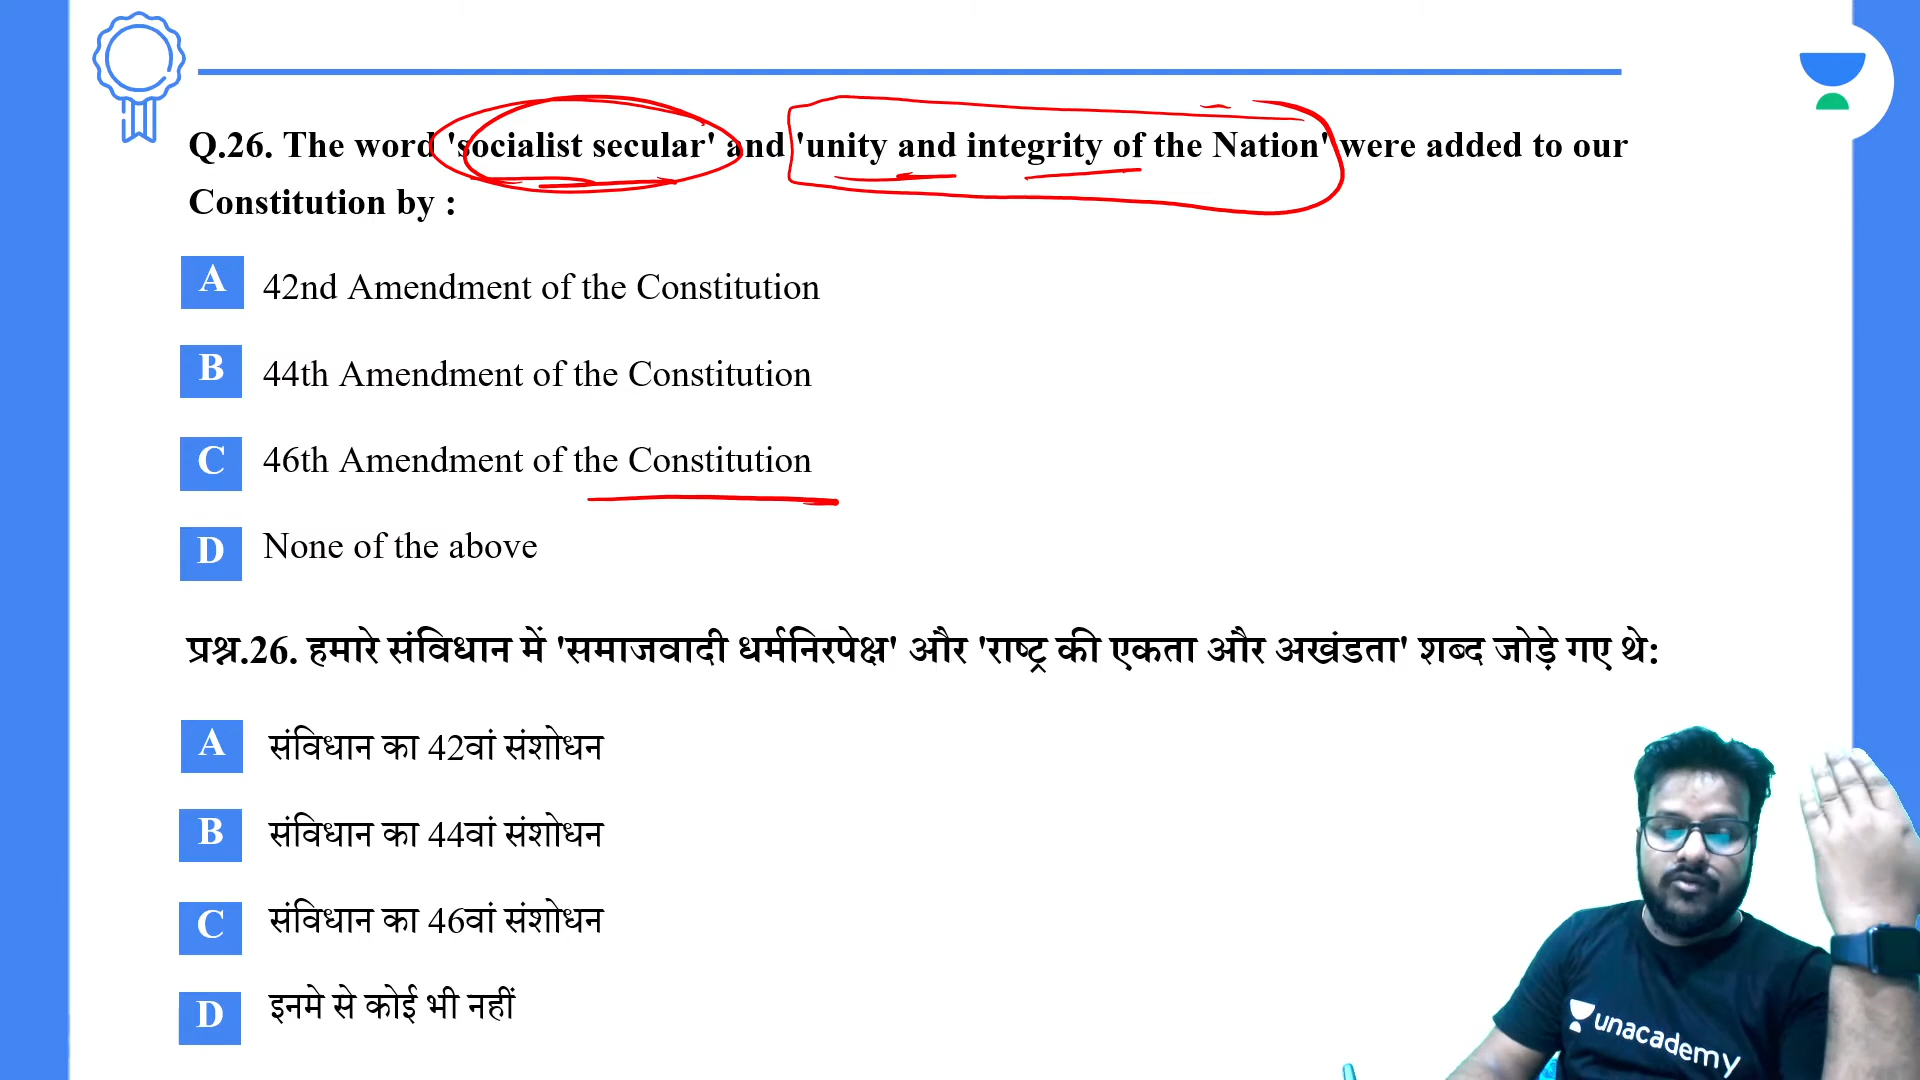 Q.26. The word 'socialist secular' and 'unity and integrity of the Nation' were added to our
Constitution by :
A 42nd Amendment of the Constitution
B 44th Amendment of the Constitution
C 46th Amendment of the Constitution
D None of the above
प्रश्न.26. हमारे संविधान में 'समाजवादी धर्मनिरपेक्ष' और 'राष्ट्र की एकता और अखंडता' शब्द जोड़े गए थे:
A संविधान का 42वां संशोधन
B संविधान का 44वां संशोधन
C संविधान का 46वां संशोधन
D इनमे से कोई भी नहीं
unacademy